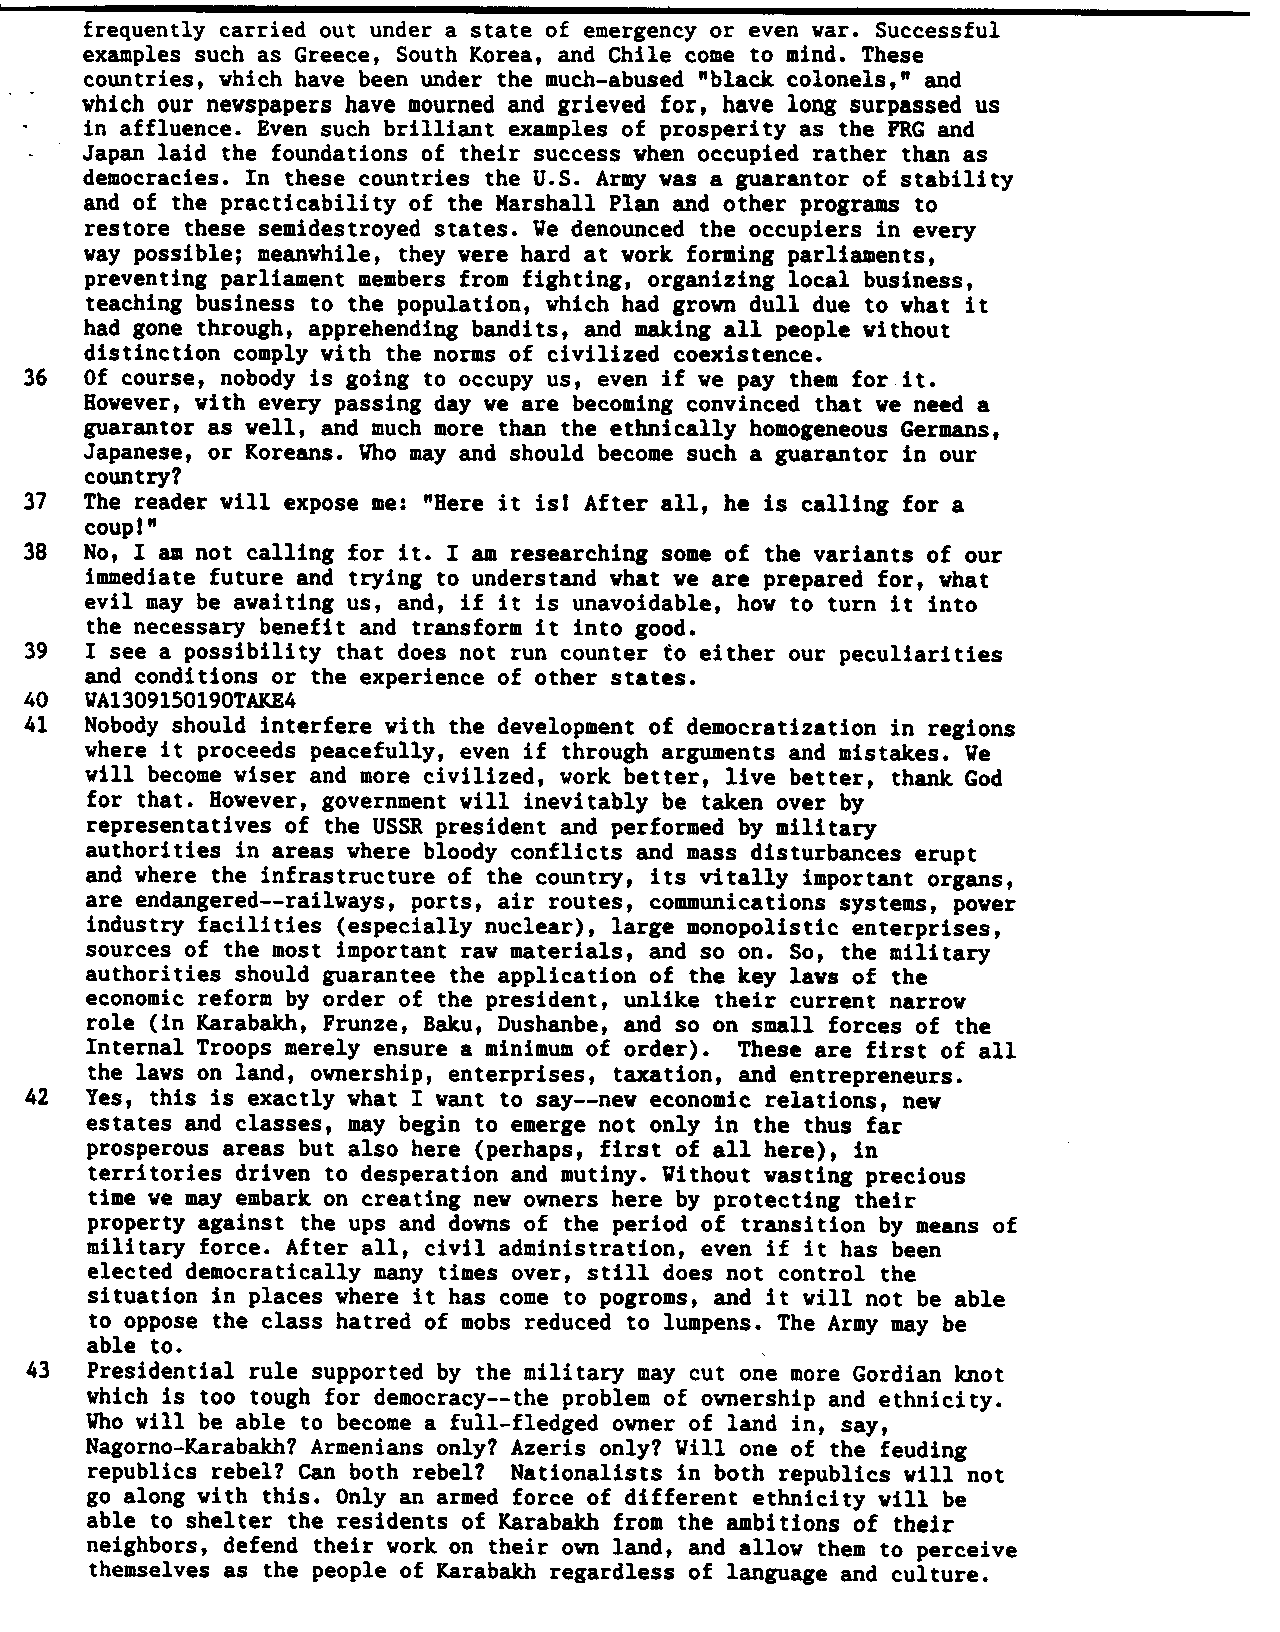 frequently carried out under a state of emergency or even war. Successful
examples such as Greece, South Korea, and Chile come to mind. These
countries, which have been under the much-abused "black colonels," and
which our newspapers have mourned and grieved for, have long surpassed us
in affluence. Even such brilliant examples of prosperity as the FRG and
Japan laid the foundations of their success when occupied rather than as
democracies. In these countries the U.S. Army was a guarantor of stability
and of the practicability of the Marshall Plan and other programs to
restore these semidestroyed states. We denounced the occupiers in every
way possible; meanwhile, they were hard at work forming parliaments,
preventing parliament members from fighting, organizing local business,
teaching business to the population, which had grown dull due to what it
had gone through, apprehending bandits, and making all people without
distinction comply with the norms of civilized coexistence.
36 Of course, nobody is going to occupy us, even if we pay them for it.
However, with every passing day we are becoming convinced that we need a
guarantor as well, and much more than the ethnically homogeneous Germans,
Japanese, or Koreans. Who may and should become such a guarantor in our
country?
37 The reader will expose me: "Here it is! After all, he is calling for a
coup!"
38 No, I am not calling for it. I am researching some of the variants of our
immediate future and trying to understand what we are prepared for, what
evil may be awaiting us, and, if it is unavoidable, how to turn it into
the necessary benefit and transform it into good.
39 I see a possibility that does not run counter to either our peculiarities
and conditions or the experience of other states.
40 WA1309150190TAKE4
41 Nobody should interfere with the development of democratization in regions
where it proceeds peacefully, even if through arguments and mistakes. We
will become wiser and more civilized, work better, live better, thank God
for that. However, government will inevitably be taken over by
representatives of the USSR president and performed by military
authorities in areas where bloody conflicts and mass disturbances erupt
and where the infrastructure of the country, its vitally important organs,
are endangered--railways, ports, air routes, communications systems, power
industry facilities (especially nuclear), large monopolistic enterprises,
sources of the most important raw materials, and so on. So, the military
authorities should guarantee the application of the key laws of the
economic reform by order of the president, unlike their current narrow
role (in Karabakh, Frunze, Baku, Dushanbe, and so on small forces of the
Internal Troops merely ensure a minimum of order).  These are first of all
the laws on land, ownership, enterprises, taxation, and entrepreneurs.
42 Yes, this is exactly what I want to say--new economic relations, new
estates and classes, may begin to emerge not only in the thus far
prosperous areas but also here (perhaps, first of all here), in
territories driven to desperation and mutiny. Without wasting precious
time we may embark on creating new owners here by protecting their
property against the ups and downs of the period of transition by means of
military force. After all, civil administration, even if it has been
elected democratically many times over, still does not control the
situation in places where it has come to pogroms, and it will not be able
to oppose the class hatred of mobs reduced to lumpens. The Army may be
able to.
43 Presidential rule supported by the military may cut one more Gordian knot
which is too tough for democracy--the problem of ownership and ethnicity.
Who will be able to become a full-fledged owner of land in, say,
Nagorno-Karabakh? Armenians only? Azeris only? Will one of the feuding
republics rebel? Can both rebel?  Nationalists in both republics will not
go along with this. Only an armed force of different ethnicity will be
able to shelter the residents of Karabakh from the ambitions of their
neighbors, defend their work on their own land, and allow them to perceive
themselves as the people of Karabakh regardless of language and culture.